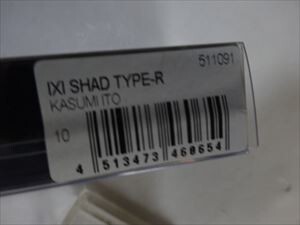 511091
IXI SHAD TYPE-R
KASUMI ITO
10
4 513473 460654